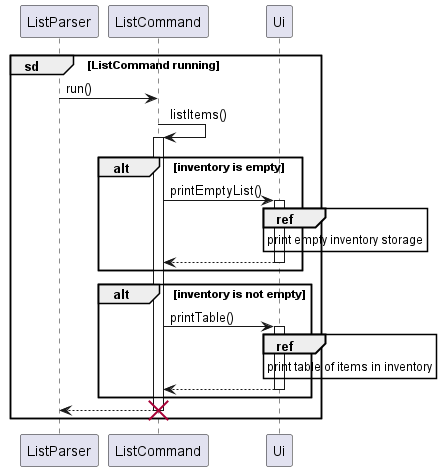 ListParser ListCommand Ui
sd [ListCommand running]
run()
listItems()
alt [inventory is empty]
printEmptyList()
ref
print empty inventory storage
alt [inventory is not empty]
printTable()
ref
print table of items in inventory
ListParser ListCommand Ui